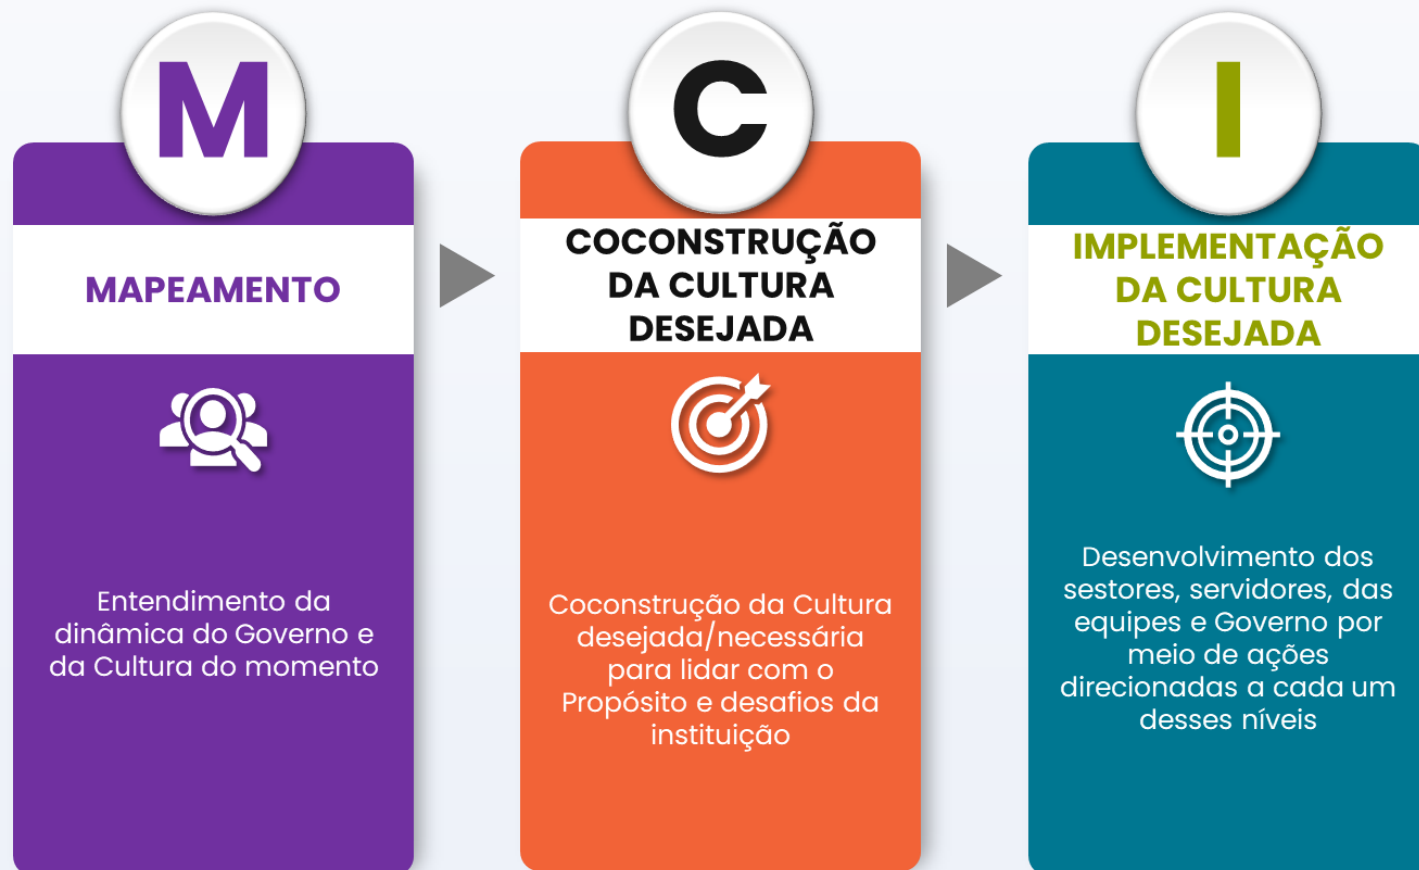 M
MAPEAMENTO
Entendimento da
dinâmica do Governo e
da Cultura do momento
C
COCONSTRUÇÃO
DA CULTURA
DESEJADA
Coconstrução da Cultura
desejada/necessária
para lidar com o
Propósito e desafios da
instituição
I
IMPLEMENTAÇÃO
DA CULTURA
DESEJADA
Desenvolvimento dos
sestores, servidores, das
equipes e Governo por
meio de ações
direcionadas a cada um
desses níveis